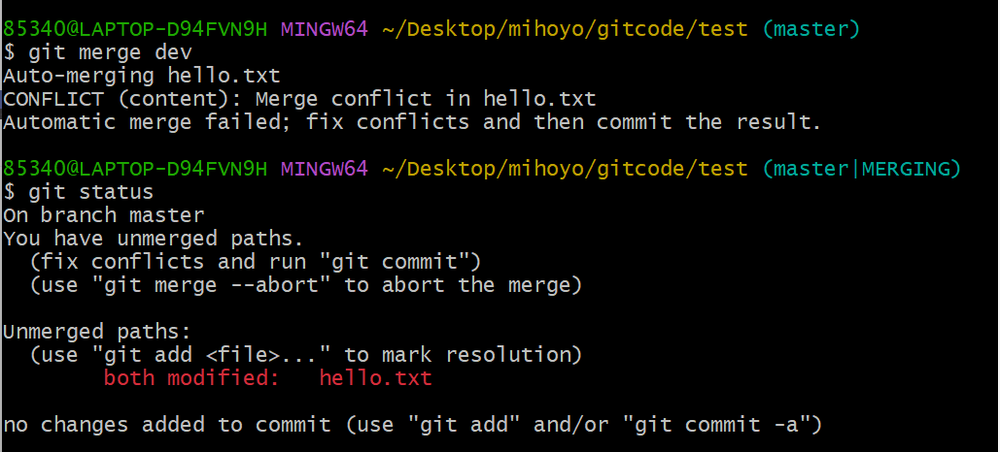 85340@LAPTOP-D94FVN9H MINGW64 ~/Desktop/mihoyo/gitcode/test (master)
$ git merge dev
Auto-merging hello.txt
CONFLICT (content): Merge conflict in hello.txt
Automatic merge failed; fix conflicts and then commit the result.
85340@LAPTOP-D94FVN9H MINGW64 ~/Desktop/mihoyo/gitcode/test (master|MERGING)
$ git status
On branch master
You have unmerged paths.
  (fix conflicts and run "git commit")
  (use "git merge --abort" to abort the merge)
Unmerged paths:
  (use "git add <file>..." to mark resolution)
        both modified:   hello.txt
no changes added to commit (use "git add" and/or "git commit -a")